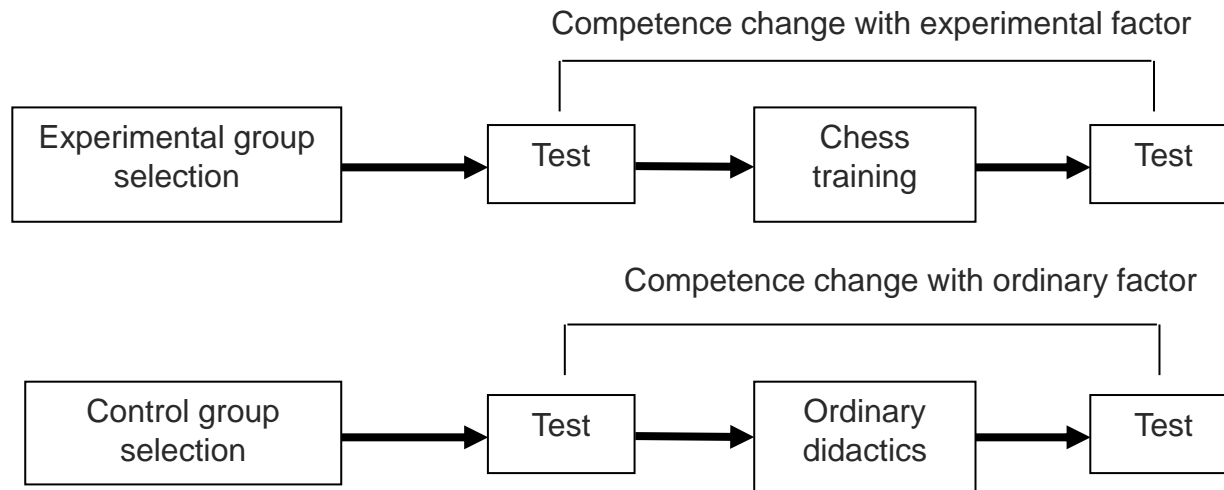 Competence change with experimental factor
Experimental group
selection
Test
Chess
training
Test
Competence change with ordinary factor
Control group
selection
Test
Ordinary
didactics
Test